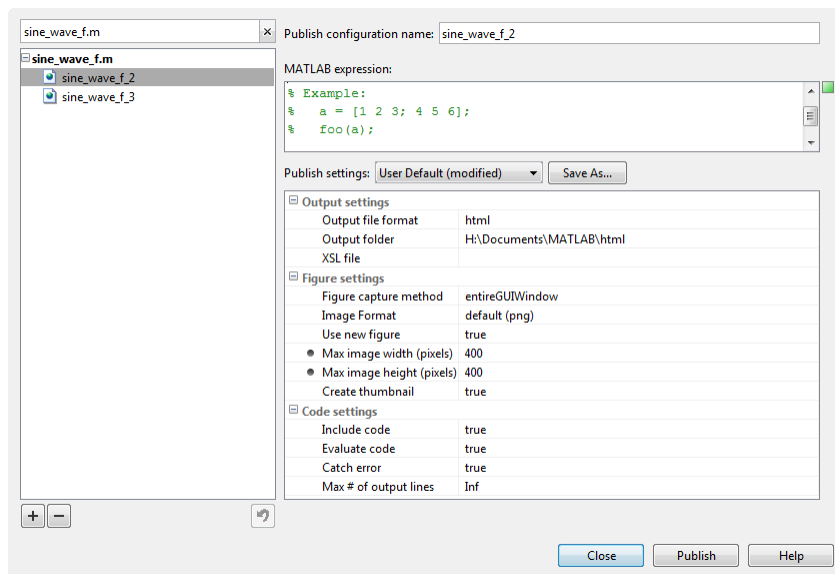 sine_wave_f.m
Publish configuration name: sine_wave_f_2
sine_wave_f.m
sine_wave_f_2
sine_wave_f_3
MATLAB expression:
% Example:
%   a = [1 2 3; 4 5 6];
%   foo(a);
Publish settings: User Default (modified) Save As...
Output settings
Output file format html
Output folder H:\Documents\MATLAB\html
XSL file
Figure settings
Figure capture method entireGUIWindow
Image Format default (png)
Use new figure true
Max image width (pixels) 400
Max image height (pixels) 400
Create thumbnail true
Code settings
Include code true
Evaluate code true
Catch error true
Max # of output lines Inf
Close Publish Help